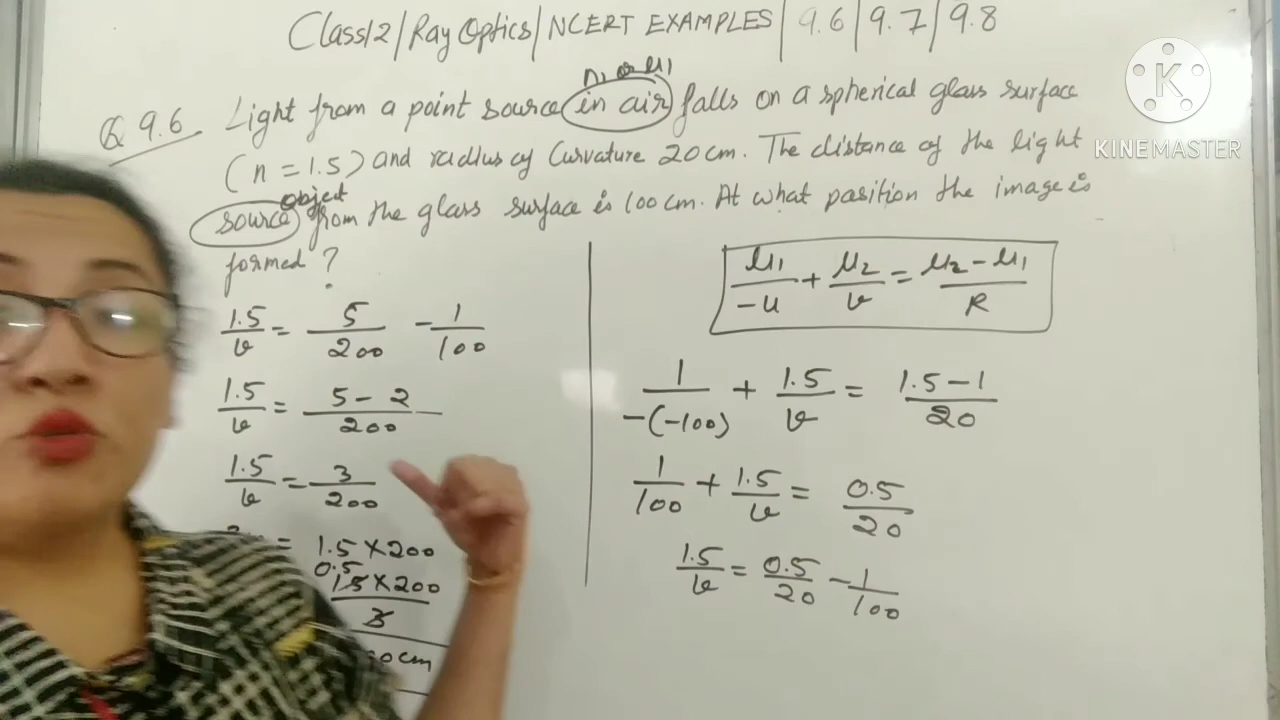 Class12/Ray Optics/NCERT EXAMPLES/9.6/9.7/9.8
K
KINEMASTER
n1 or μ1
Q 9.6 Light from a point source in air falls on a spherical glass surface
(n = 1.5) and radius of curvature 20cm. The distance of the light
object
source from the glass surface is 100cm. At what position the image is
formed ?
1.5/v = 5/200 - 1/100
1.5/v = 5-2/200
1.5/v = 3/200
= 1.5×200
0.5
1.5×200/3
0cm
μ1/-u + μ2/v = μ2-μ1/R
1/-(-100) + 1.5/v = 1.5-1/20
1/100 + 1.5/v = 0.5/20
1.5/v = 0.5/20 - 1/100